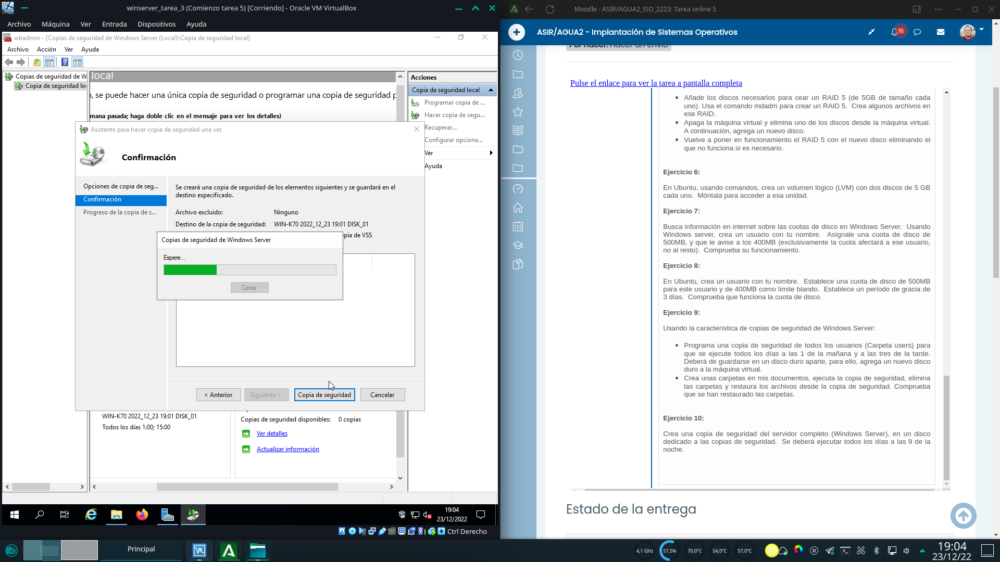 winserver_tarea_3 (Comienzo tarea 5) [Corriendo] - Oracle VM VirtualBox
Archivo Máquina Ver Entrada Dispositivos Ayuda
wbadmin - [Copias de seguridad de Windows Server (Local)\Copia de seguridad local]
Archivo Acción Ver Ayuda
Copias de seguridad de W
Copia de seguridad lo
local
, se puede hacer una única copia de seguridad o programar una copia de seguridad p
mana pasada; haga doble clic en el mensaje para ver los detalles)
Acciones
Copia de seguridad local
Programar copia de ...
Hacer copia de segu...
Recuperar...
Configurar opcione...
Ver
Ayuda
Asistente para hacer copia de seguridad una vez
Confirmación
Opciones de copia de seg...
Confirmación
Progreso de la copia de s...
Se creará una copia de seguridad de los elementos siguientes y se guardará en el
destino especificado.
Archivo excluido: Ninguno
Destino de la copia de seguridad: WIN-K70 2022_12_23 19:01 DISK_01
pia de VSS
Copias de seguridad de Windows Server
Espere...
Cerrar
< Anterior
Siguiente >
Copia de seguridad
Cancelar
WIN-K70 2022_12_23 19:01 DISK_01
Todos los días 1:00; 15:00
Copias de seguridad disponibles: 0 copias
Ver detalles
Actualizar información
19:04
23/12/2022
Ctrl Derecho
Moodle - ASIR/AGUA2_ISO_2223: Tarea online 5
ASIR/AGUA2 - Implantación de Sistemas Operativos
16
Por hacer: Hacer un envío
Pulse el enlace para ver la tarea a pantalla completa
• Añade los discos necesarios para cear un RAID 5 (de 5GB de tamaño cada
uno). Usa el comando mdadm para crear un RAID 5. Crea algunos archivos en
ese RAID.
• Apaga la máquina virtual y elimina uno de los discos desde la máquina virtual.
A continuación, agrega un nuevo disco.
• Vuelve a poner en funcionamiento el RAID 5 con el nuevo disco eliminando el
que no funciona si es necesario.
Ejercicio 6:
En Ubuntu, usando comandos, crea un volumen lógico (LVM) con dos discos de 5 GB
cada uno. Móntala para acceder a esa unidad.
Ejercicio 7:
Busca información en internet sobre las cuotas de disco en Windows Server. Usando
Windows server, crea un usuario con tu nombre. Asígnale una cuota de disco de
500MB, y que le avise a los 400MB (exclusivamente la cuota afectará a ese usuario,
no al resto). Comprueba su funcionamiento.
Ejercicio 8:
En Ubuntu, crea un usuario con tu nombre. Establece una cuota de disco de 500MB
para este usuario y de 400MB como límite blando. Establece un período de gracia de
3 días. Comprueba que funciona la cuota de disco.
Ejercicio 9:
Usando la característica de copias de seguridad de Windows Server:
• Programa una copia de seguridad de todos los usuarios (Carpeta users) para
que se ejecute todos los días a las 1 de la mañana y a las tres de la tarde.
Deberá de guardarse en un disco duro aparte, para ello, agrega un nuevo disco
duro a la máquina virtual.
• Crea unas carpetas en mis documentos, ejecuta la copia de seguridad, elimina
las carpetas y restaura los archivos desde la copia de seguridad. Comprueba
que se han restaurado las carpetas.
Ejercicio 10:
Crea una copia de seguridad del servidor completo (Windows Server), en un disco
dedicado a las copias de seguridad. Se deberá ejecutar todos los días a las 9 de la
noche.
Estado de la entrega
Principal
4,1 GHz 57,5% 70,0°C 54,0°C 57,0°C
19:04
23/12/22